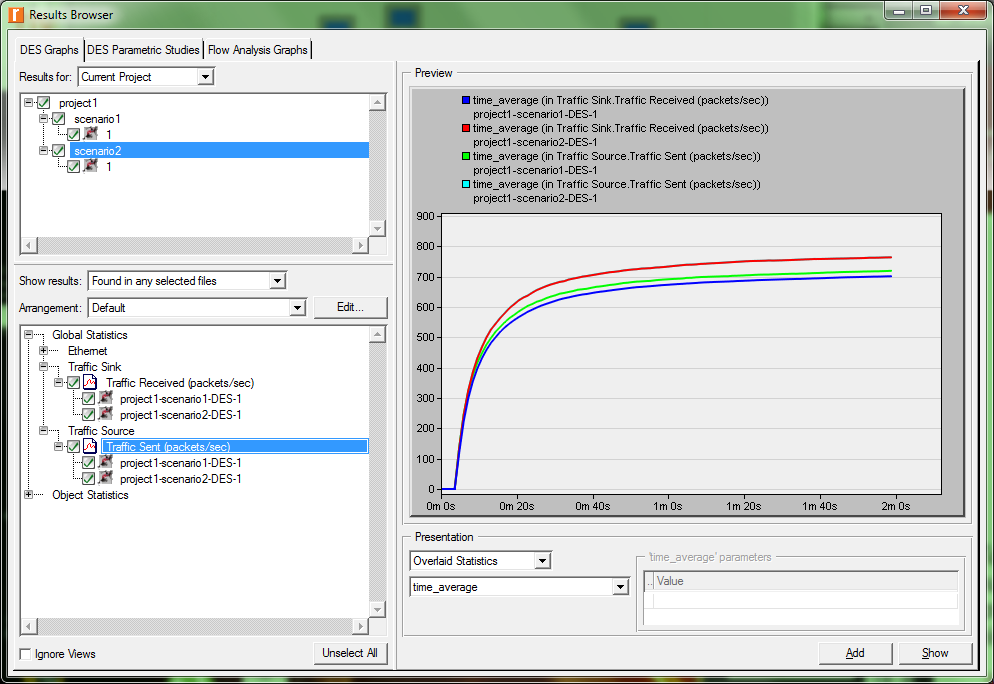 Results Browser
DES Graphs DES Parametric Studies Flow Analysis Graphs
Results for: Current Project
project1
scenario1
1
scenario2
1
Show results: Found in any selected files
Arrangement: Default Edit...
Global Statistics
Ethernet
Traffic Sink
Traffic Received (packets/sec)
project1-scenario1-DES-1
project1-scenario2-DES-1
Traffic Source
Traffic Sent (packets/sec)
project1-scenario1-DES-1
project1-scenario2-DES-1
Object Statistics
Ignore Views Unselect All
Preview
time_average (in Traffic Sink.Traffic Received (packets/sec))
project1-scenario1-DES-1
time_average (in Traffic Sink.Traffic Received (packets/sec))
project1-scenario2-DES-1
time_average (in Traffic Source.Traffic Sent (packets/sec))
project1-scenario1-DES-1
time_average (in Traffic Source.Traffic Sent (packets/sec))
project1-scenario2-DES-1
900
800
700
600
500
400
300
200
100
0
0m 0s 0m 20s 0m 40s 1m 0s 1m 20s 1m 40s 2m 0s
Presentation
Overlaid Statistics
time_average
'time_average' parameters
.. Value
Add Show